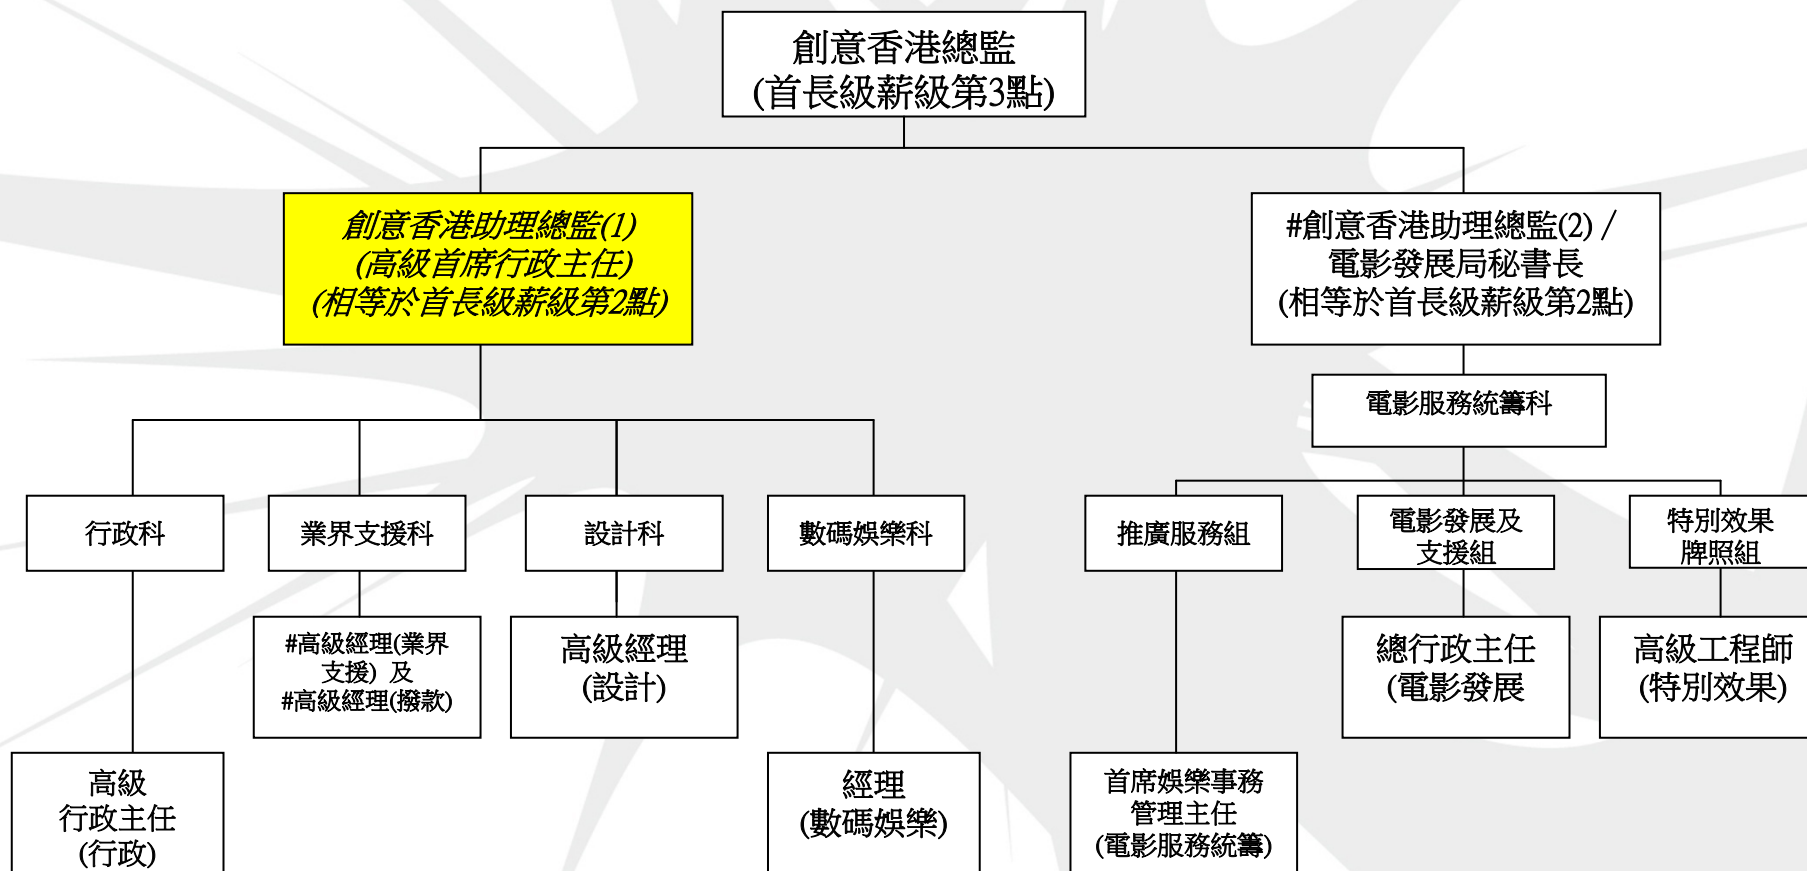 創意香港總監
(首長級薪級第3點)
創意香港助理總監(1)
(高級首席行政主任)
(相等於首長級薪級第2點)
#創意香港助理總監(2) /
電影發展局秘書長
(相等於首長級薪級第2點)
電影服務統籌科
行政科
業界支援科
設計科
數碼娛樂科
推廣服務組
電影發展及
支援組
特別效果
牌照組
#高級經理(業界
支援) 及
#高級經理(撥款)
高級經理
(設計)
總行政主任
(電影發展
高級工程師
(特別效果)
高級
行政主任
(行政)
經理
(數碼娛樂)
首席娛樂事務
管理主任
(電影服務統籌)